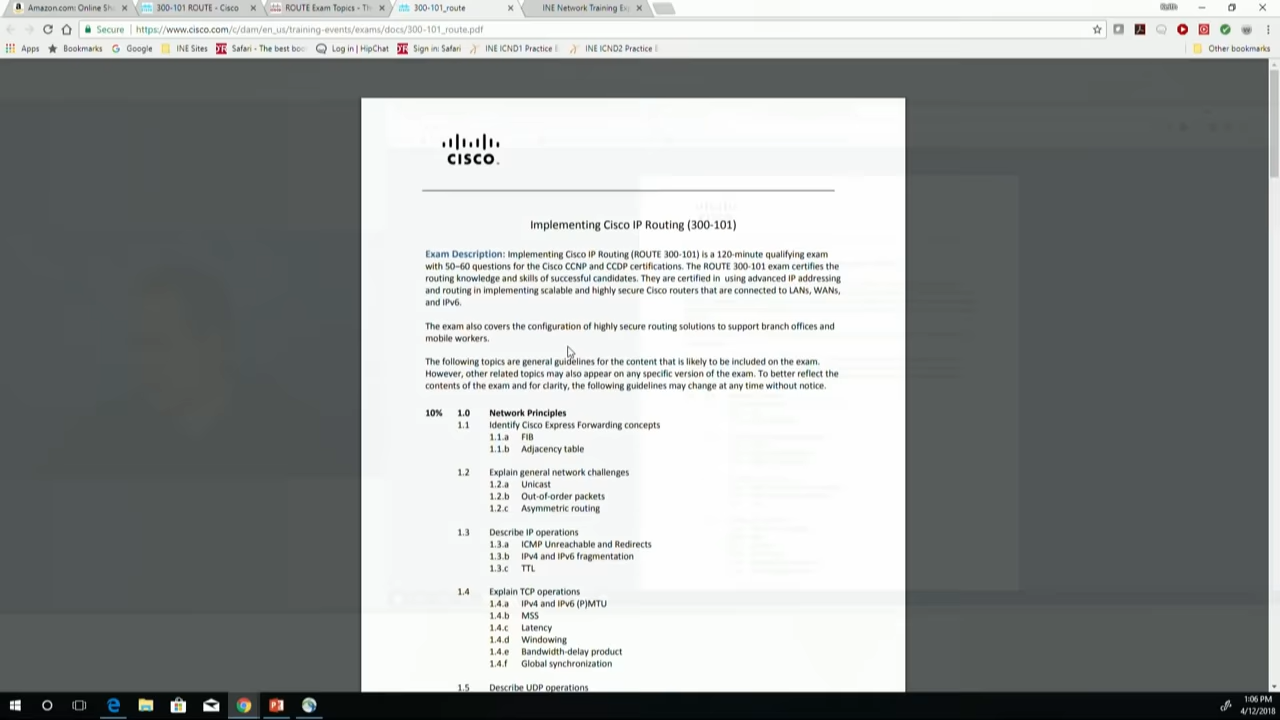 Amazon.com: Online Sh
300-101 ROUTE - Cisco
ROUTE Exam Topics - Th
300-101_route
INE Network Training Ex
Secure
https://www.cisco.com/c/dam/en_us/training-events/exams/docs/300-101_route.pdf
Apps
Bookmarks
Google
INE Sites
Safari - The best boo
Log in | HipChat
Sign in: Safari
INE ICND1 Practice
INE ICND2 Practice
Other bookmarks
CISCO
Implementing Cisco IP Routing (300-101)
Exam Description: Implementing Cisco IP Routing (ROUTE 300-101) is a 120-minute qualifying exam
with 50–60 questions for the Cisco CCNP and CCDP certifications. The ROUTE 300-101 exam certifies the
routing knowledge and skills of successful candidates. They are certified in using advanced IP addressing
and routing in implementing scalable and highly secure Cisco routers that are connected to LANs, WANs,
and IPv6.
The exam also covers the configuration of highly secure routing solutions to support branch offices and
mobile workers.
The following topics are general guidelines for the content that is likely to be included on the exam.
However, other related topics may also appear on any specific version of the exam. To better reflect the
contents of the exam and for clarity, the following guidelines may change at any time without notice.
10% 1.0 Network Principles
1.1 Identify Cisco Express Forwarding concepts
1.1.a FIB
1.1.b Adjacency table
1.2 Explain general network challenges
1.2.a Unicast
1.2.b Out-of-order packets
1.2.c Asymmetric routing
1.3 Describe IP operations
1.3.a ICMP Unreachable and Redirects
1.3.b IPv4 and IPv6 fragmentation
1.3.c TTL
1.4 Explain TCP operations
1.4.a IPv4 and IPv6 (P)MTU
1.4.b MSS
1.4.c Latency
1.4.d Windowing
1.4.e Bandwidth-delay product
1.4.f Global synchronization
1.5 Describe UDP operations
1:06 PM
4/12/2018